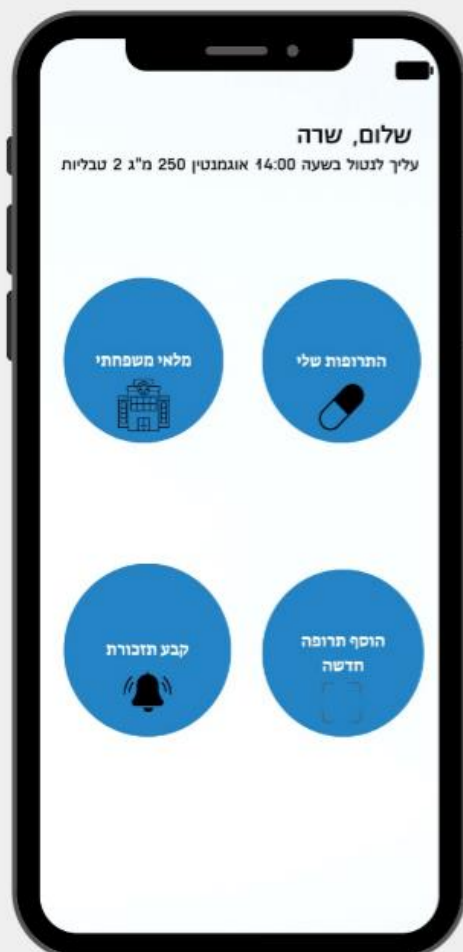 שלום, שרה
עליך לנטול בשעה 14:00 אוגמנטין 250 מ"ג 2 טבליות
התרופות שלי
מלאי משפחתי
הוסף תרופה
חדשה
קבע תזכורת